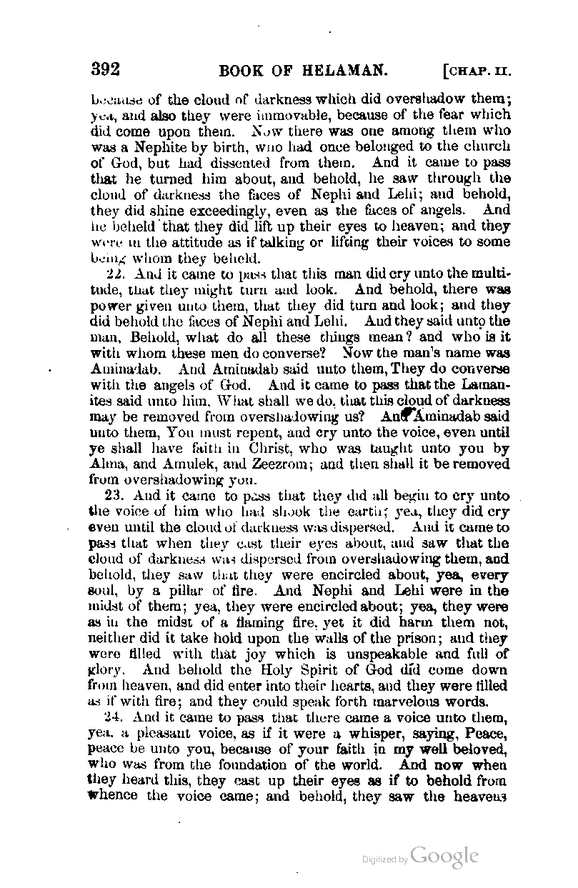 392 BOOK OF HELAMAN. [CHAP. II.
because of the cloud of darkness which did overshadow them;
yea, and also they were immovable, because of the fear which
did come upon them. Now there was one among them who
was a Nephite by birth, who had once belonged to the church
of God, but had dissented from them. And it came to pass
that he turned him about, and behold, he saw through the
cloud of darkness the faces of Nephi and Lehi; and behold,
they did shine exceedingly, even as the faces of angels. And
he beheld that they did lift up their eyes to heaven; and they
were in the attitude as if talking or lifting their voices to some
being whom they beheld.
22. And it came to pass that this man did cry unto the multi-
tude, that they might turn and look. And behold, there was
power given unto them, that they did turn and look; and they
did behold the faces of Nephi and Lehi. And they said unto the
man, Behold, what do all these things mean? and who is it
with whom these men do converse? Now the man's name was
Aminadab. And Aminadab said unto them, They do converse
with the angels of God. And it came to pass that the Laman-
ites said unto him, What shall we do, that this cloud of darkness
may be removed from overshadowing us? And Aminadab said
unto them, You must repent, and cry unto the voice, even until
ye shall have faith in Christ, who was taught unto you by
Alma, and Amulek, and Zeezrom; and then shall it be removed
from overshadowing you.
23. And it came to pass that they did all begin to cry unto
the voice of him who had shook the earth; yea, they did cry
even until the cloud of darkness was dispersed. And it came to
pass that when they cast their eyes about, and saw that the
cloud of darkness was dispersed from overshadowing them, and
behold, they saw that they were encircled about, yea, every
soul, by a pillar of fire. And Nephi and Lehi were in the
midst of them; yea, they were encircled about; yea, they were
as in the midst of a flaming fire, yet it did harm them not,
neither did it take hold upon the walls of the prison; and they
were filled with that joy which is unspeakable and full of
glory. And behold the Holy Spirit of God did come down
from heaven, and did enter into their hearts, and they were filled
as if with fire; and they could speak forth marvelous words.
24. And it came to pass that there came a voice unto them,
yea, a pleasant voice, as if it were a whisper, saying, Peace,
peace be unto you, because of your faith in my well beloved,
who was from the foundation of the world. And now when
they heard this, they cast up their eyes as if to behold from
whence the voice came; and behold, they saw the heavens
Digitized by Google